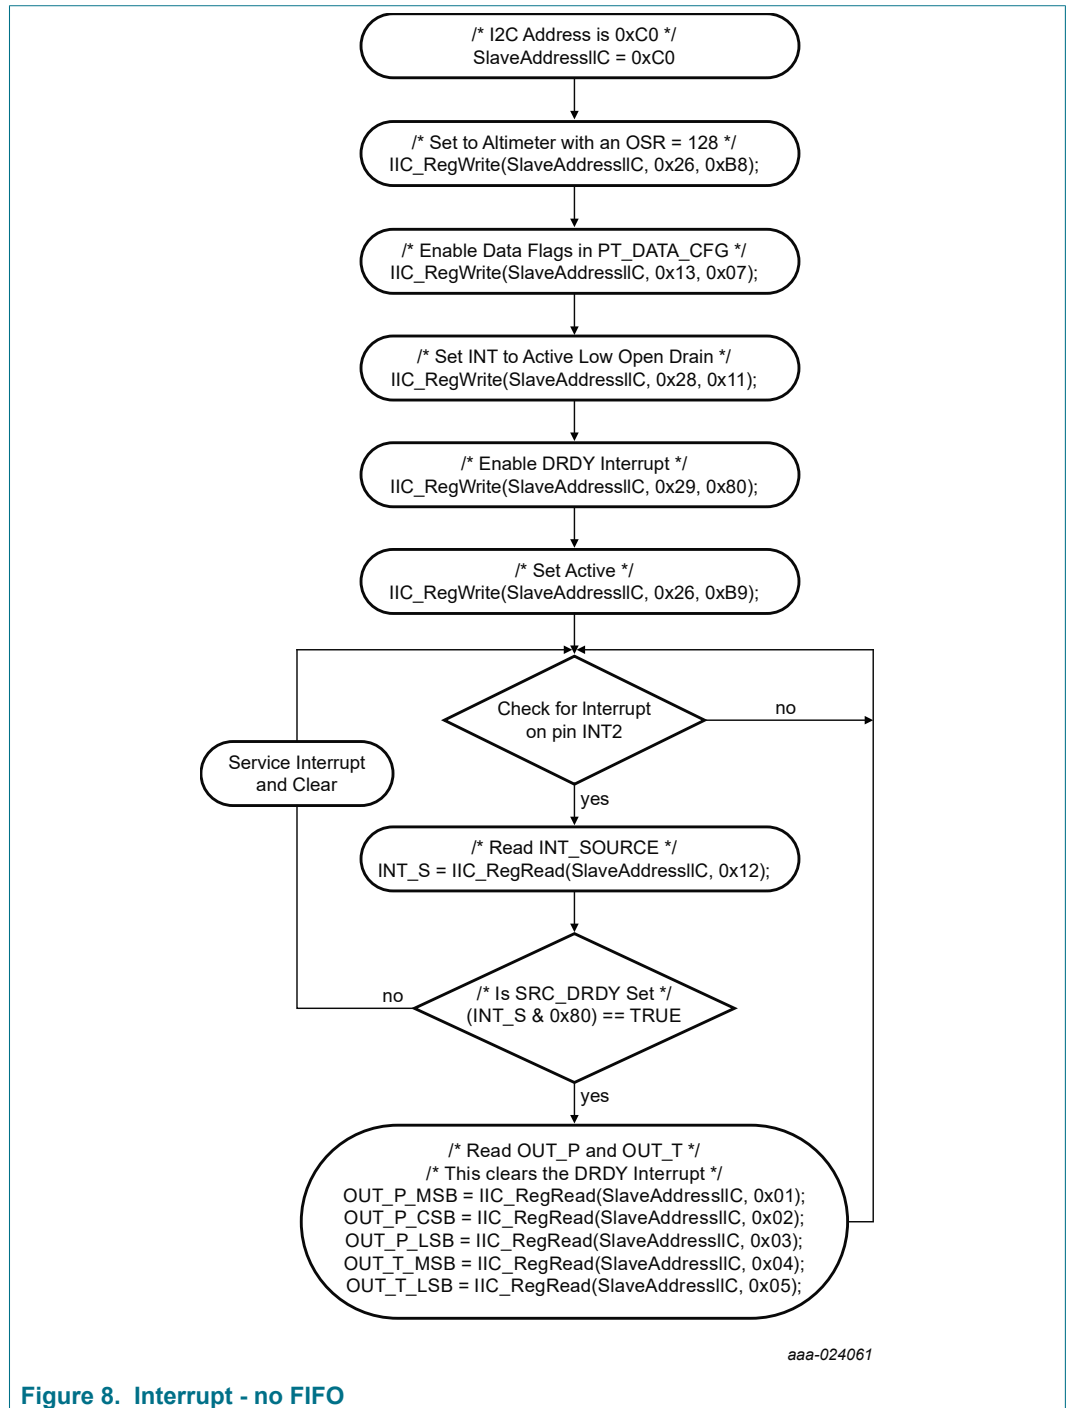 /* I2C Address is 0xC0 */
SlaveAddressIIC = 0xC0
/* Set to Altimeter with an OSR = 128 */
IIC_RegWrite(SlaveAddressIIC, 0x26, 0xB8);
/* Enable Data Flags in PT_DATA_CFG */
IIC_RegWrite(SlaveAddressIIC, 0x13, 0x07);
/* Set INT to Active Low Open Drain */
IIC_RegWrite(SlaveAddressIIC, 0x28, 0x11);
/* Enable DRDY Interrupt */
IIC_RegWrite(SlaveAddressIIC, 0x29, 0x80);
/* Set Active */
IIC_RegWrite(SlaveAddressIIC, 0x26, 0xB9);
Check for Interrupt
on pin INT2
no
Service Interrupt
and Clear
yes
/* Read INT_SOURCE */
INT_S = IIC_RegRead(SlaveAddressIIC, 0x12);
no
/* Is SRC_DRDY Set */
(INT_S & 0x80) == TRUE
yes
/* Read OUT_P and OUT_T */
/* This clears the DRDY Interrupt */
OUT_P_MSB = IIC_RegRead(SlaveAddressIIC, 0x01);
OUT_P_CSB = IIC_RegRead(SlaveAddressIIC, 0x02);
OUT_P_LSB = IIC_RegRead(SlaveAddressIIC, 0x03);
OUT_T_MSB = IIC_RegRead(SlaveAddressIIC, 0x04);
OUT_T_LSB = IIC_RegRead(SlaveAddressIIC, 0x05);
aaa-024061
Figure 8. Interrupt - no FIFO